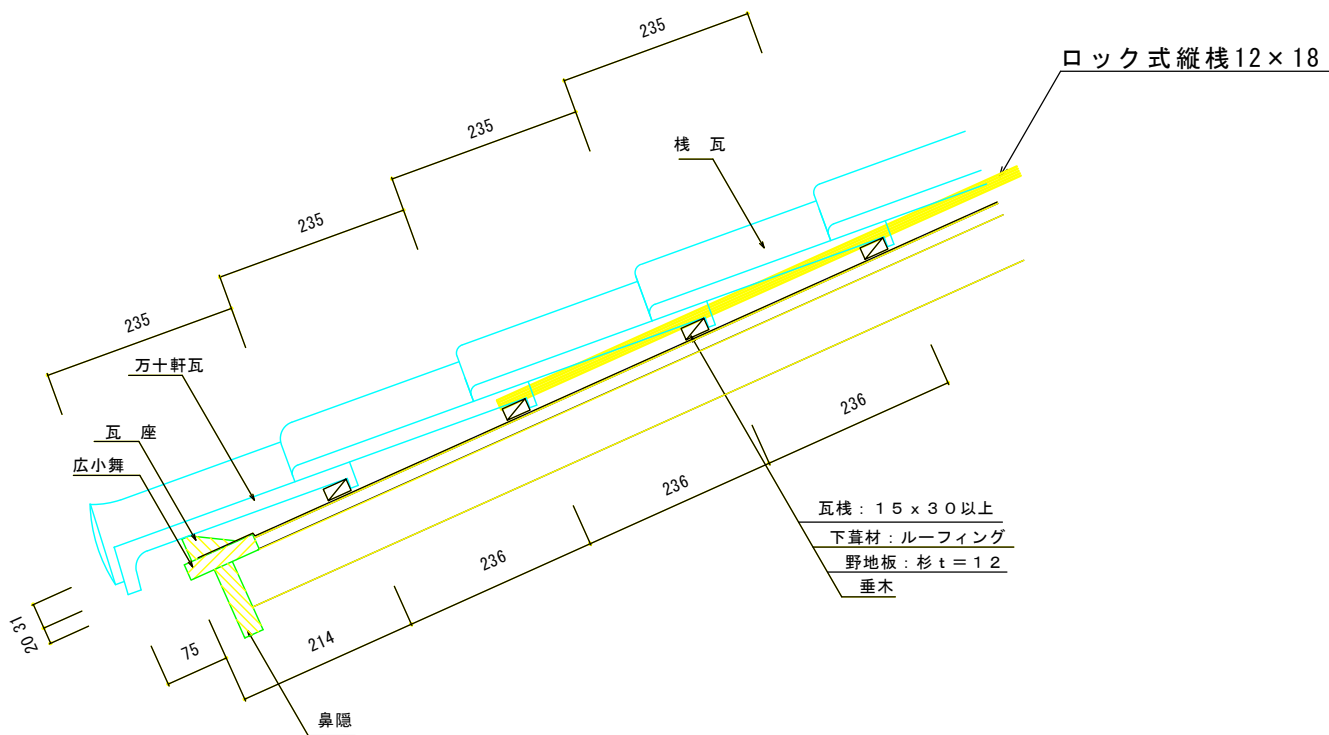 235
ロック式縦桟12×18
235
桟 瓦
235
235
万十軒瓦
瓦 座
広小舞
236
236
瓦桟：１５ｘ３０以上
下葺材：ルーフィング
236
野地板：杉ｔ＝１２
垂木
20 31
214
75
鼻隠